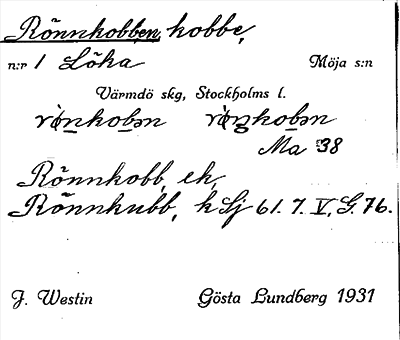 Rönnkobben, kobbe,
n:r 1 Löka Möja s:n
Värmdö skg, Stockholms l.
Ma 38
Rönnkobb, ek,
Rönnkubb, k Sj 61. 7. V, G. 76.
J. Westin Gösta Lundberg 1931